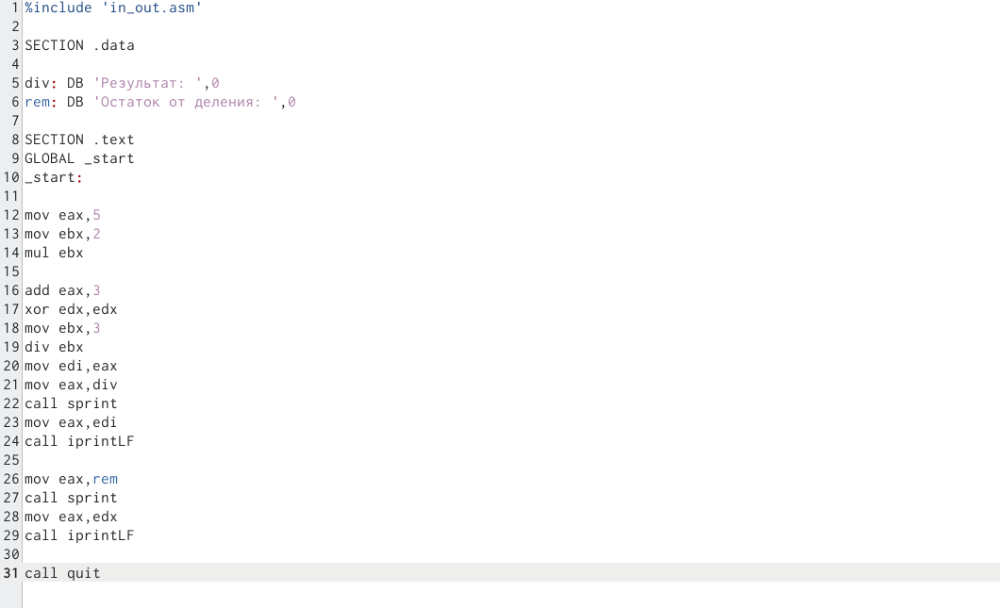 1 %include 'in_out.asm'
2
3 SECTION .data
4
5 div: DB 'Результат: ',0
6 rem: DB 'Остаток от деления: ',0
7
8 SECTION .text
9 GLOBAL _start
10 _start:
11
12 mov eax,5
13 mov ebx,2
14 mul ebx
15
16 add eax,3
17 xor edx,edx
18 mov ebx,3
19 div ebx
20 mov edi,eax
21 mov eax,div
22 call sprint
23 mov eax,edi
24 call iprintLF
25
26 mov eax,rem
27 call sprint
28 mov eax,edx
29 call iprintLF
30
31 call quit